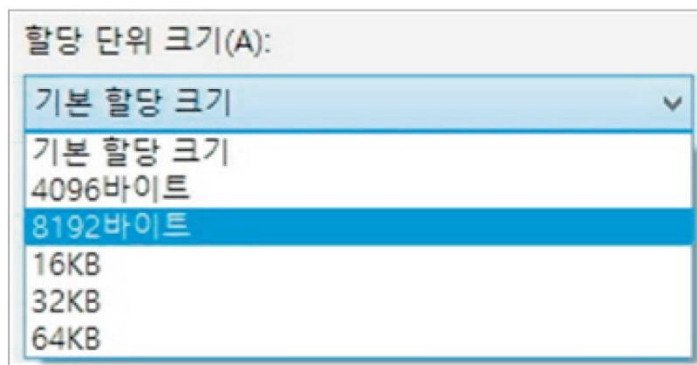 할당 단위 크기(A):
기본 할당 크기
기본 할당 크기
4096바이트
8192바이트
16KB
32KB
64KB